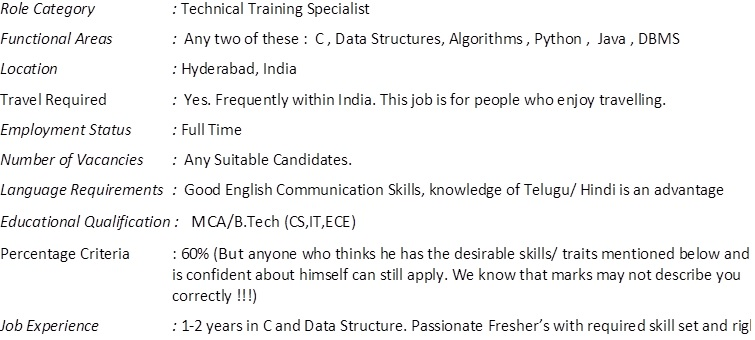 Role Category : Technical Training Specialist
Functional Areas : Any two of these : C , Data Structures, Algorithms , Python , Java , DBMS
Location : Hyderabad, India
Travel Required : Yes. Frequently within India. This job is for people who enjoy travelling.
Employment Status : Full Time
Number of Vacancies : Any Suitable Candidates.
Language Requirements : Good English Communication Skills, knowledge of Telugu/ Hindi is an advantage
Educational Qualification : MCA/B.Tech (CS,IT,ECE)
Percentage Criteria : 60% (But anyone who thinks he has the desirable skills/ traits mentioned below and
is confident about himself can still apply. We know that marks may not describe you
correctly !!!)
Job Experience : 1-2 years in C and Data Structure. Passionate Fresher's with required skill set and